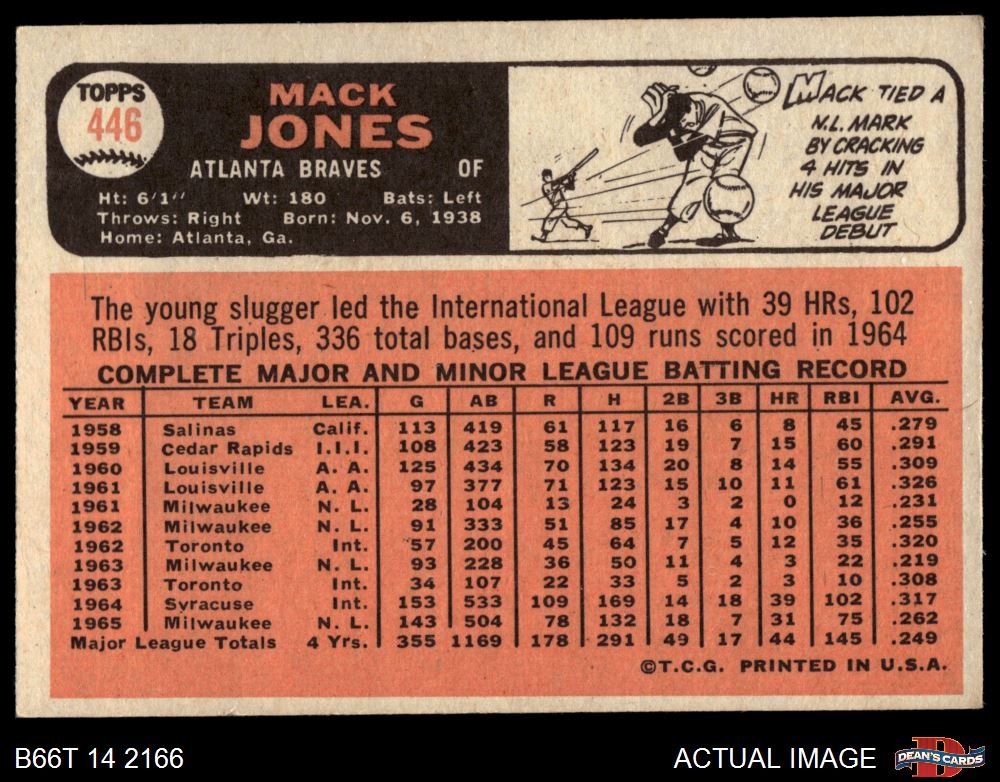 TOPPS
446
MACK
JONES
ATLANTA BRAVES OF
Ht: 6'1" Wt: 180 Bats: Left
Throws: Right Born: Nov. 6, 1938
Home: Atlanta, Ga.
MACK TIED A
N.L. MARK
BY CRACKING
4 HITS IN
HIS MAJOR
LEAGUE
DEBUT
The young slugger led the International League with 39 HRs, 102
RBIs, 18 Triples, 336 total bases, and 109 runs scored in 1964
COMPLETE MAJOR AND MINOR LEAGUE BATTING RECORD
YEAR TEAM LEA. G AB R H 2B 3B HR RBI AVG.
1958 Salinas Calif. 113 419 61 117 16 6 8 45 .279
1959 Cedar Rapids I.I.I. 108 423 58 123 19 7 15 60 .291
1960 Louisville A. A. 125 434 70 134 20 8 14 55 .309
1961 Louisville A. A. 97 377 71 123 15 10 11 61 .326
1961 Milwaukee N. L. 28 104 13 24 3 2 0 12 .231
1962 Milwaukee N. L. 91 333 51 85 17 4 10 36 .255
1962 Toronto Int. 57 200 45 64 7 5 12 35 .320
1963 Milwaukee N. L. 93 228 36 50 11 4 3 22 .219
1963 Toronto Int. 34 107 22 33 5 2 3 10 .308
1964 Syracuse Int. 153 533 109 169 14 18 39 102 .317
1965 Milwaukee N. L. 143 504 78 132 18 7 31 75 .262
Major League Totals 4 Yrs. 355 1169 178 291 49 17 44 145 .249
©T.C.G. PRINTED IN U.S.A.
B66T 14 2166 ACTUAL IMAGE
D
DEAN'S CARDS